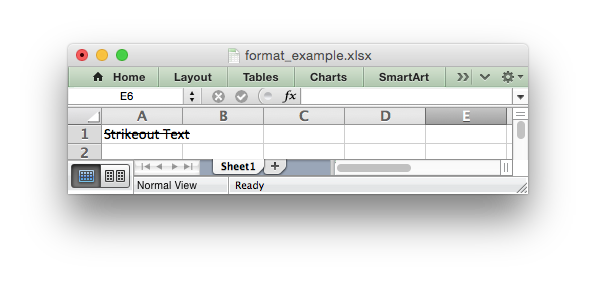 format_example.xlsx
Home Layout Tables Charts SmartArt
E6 fx
A B C D E
1 Strikeout Text
2
Sheet1 +
Normal View Ready